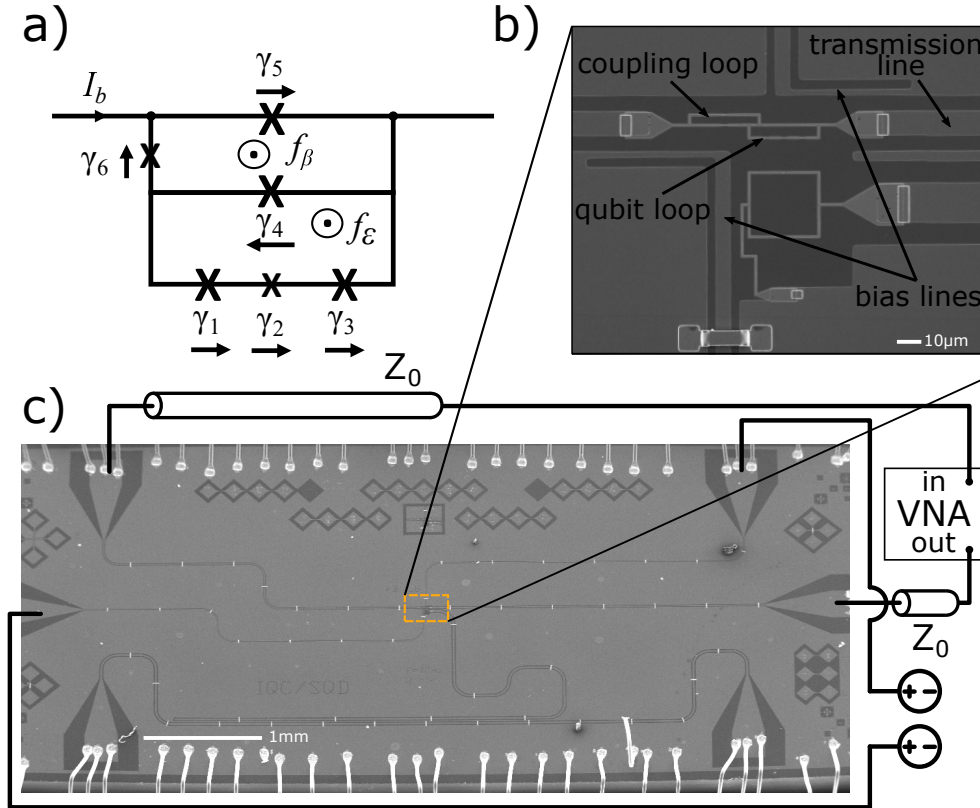 a)
b)
γ5
I_b
γ6
f_β
γ4
f_ε
γ1
γ2
γ3
coupling loop
transmission
line
qubit loop
bias lines
10μm
c)
Z0
in
VNA
out
Z0
IQC/SQD
1mm
+ -
+ -